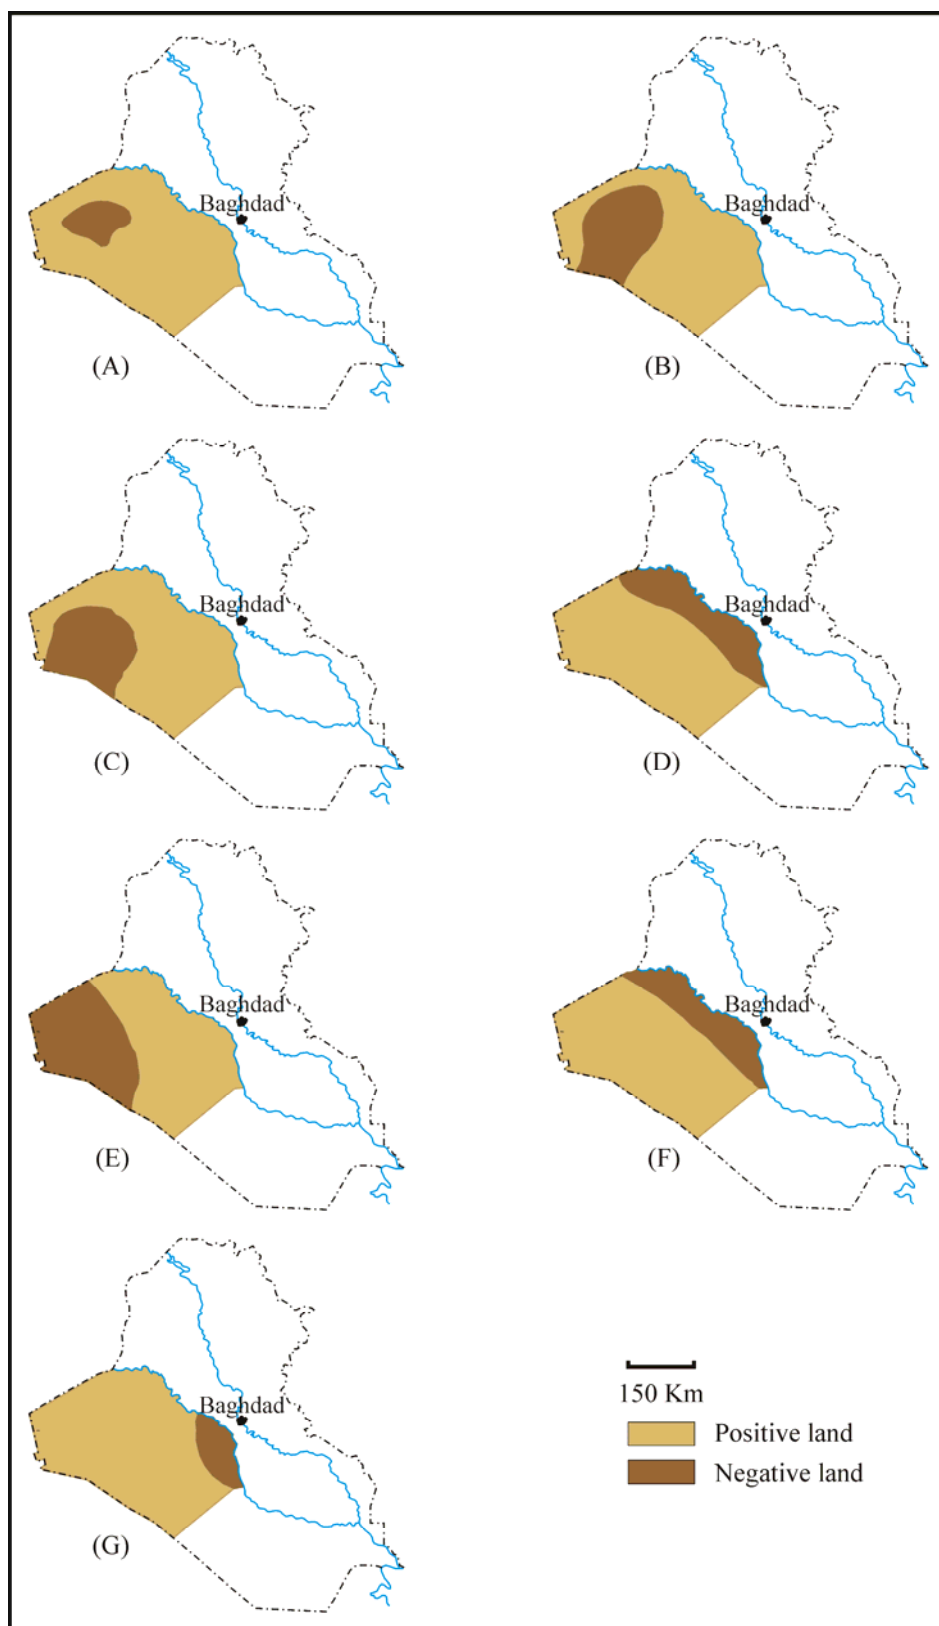 Baghdad
(A)
Baghdad
(B)
Baghdad
(C)
Baghdad
(D)
Baghdad
(E)
Baghdad
(F)
Baghdad
(G)
150 Km
Positive land
Negative land